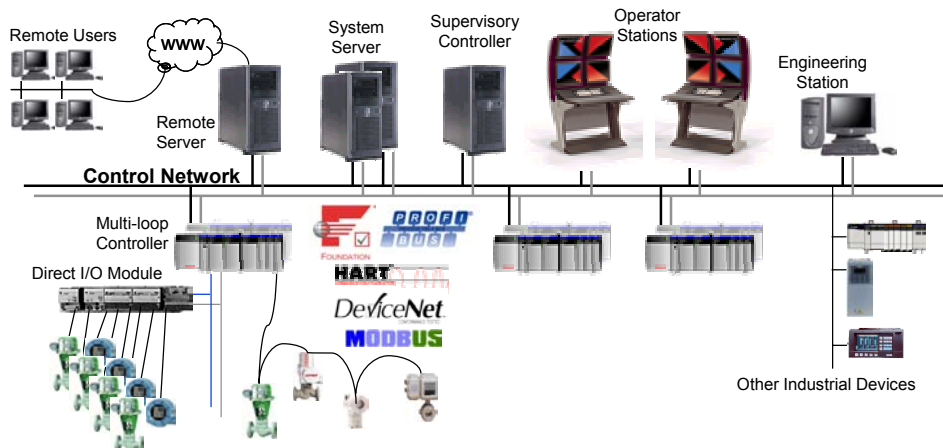 Remote Users
WWW
Remote
Server
System
Server
Supervisory
Controller
Operator
Stations
Engineering
Station
Control Network
Multi-loop
Controller
Direct I/O Module
FOUNDATION
PROFI
BUS
HART
DeviceNet
MODBUS
Other Industrial Devices